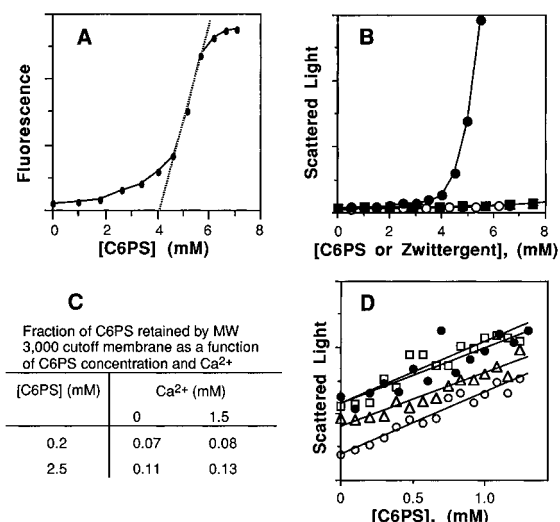 A
Fluorescence
0 2 4 6 8
[C6PS] (mM)
B
Scattered Light
0 2 4 6 8
[C6PS or Zwittergent], (mM)
C
Fraction of C6PS retained by MW
3,000 cutoff membrane as a function
of C6PS concentration and Ca2+
[C6PS] (mM) Ca2+ (mM)
0 1.5
0.2 0.07 0.08
2.5 0.11 0.13
D
Scattered Light
0 0.5 1.0
[C6PS], (mM)